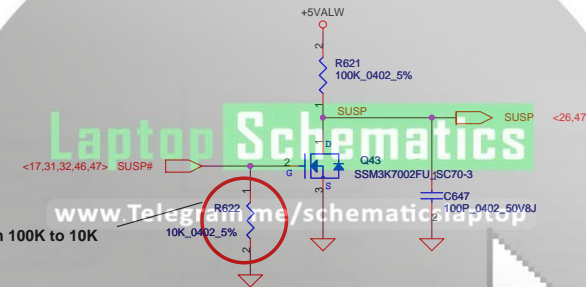 +5VALW
2
R621
100K_0402_5%
1
SUSP
SUSP
<26,47
Laptop Schematics
1
D
<17,31,32,46,47> SUSP#
2
G
Q43
SSM3K7002FU_SC70-3
3
S
1
1
C647
100P_0402_50V8J
2
www.Telegram.me/schematicslaptop
R622
10K_0402_5%
2
100K to 10K